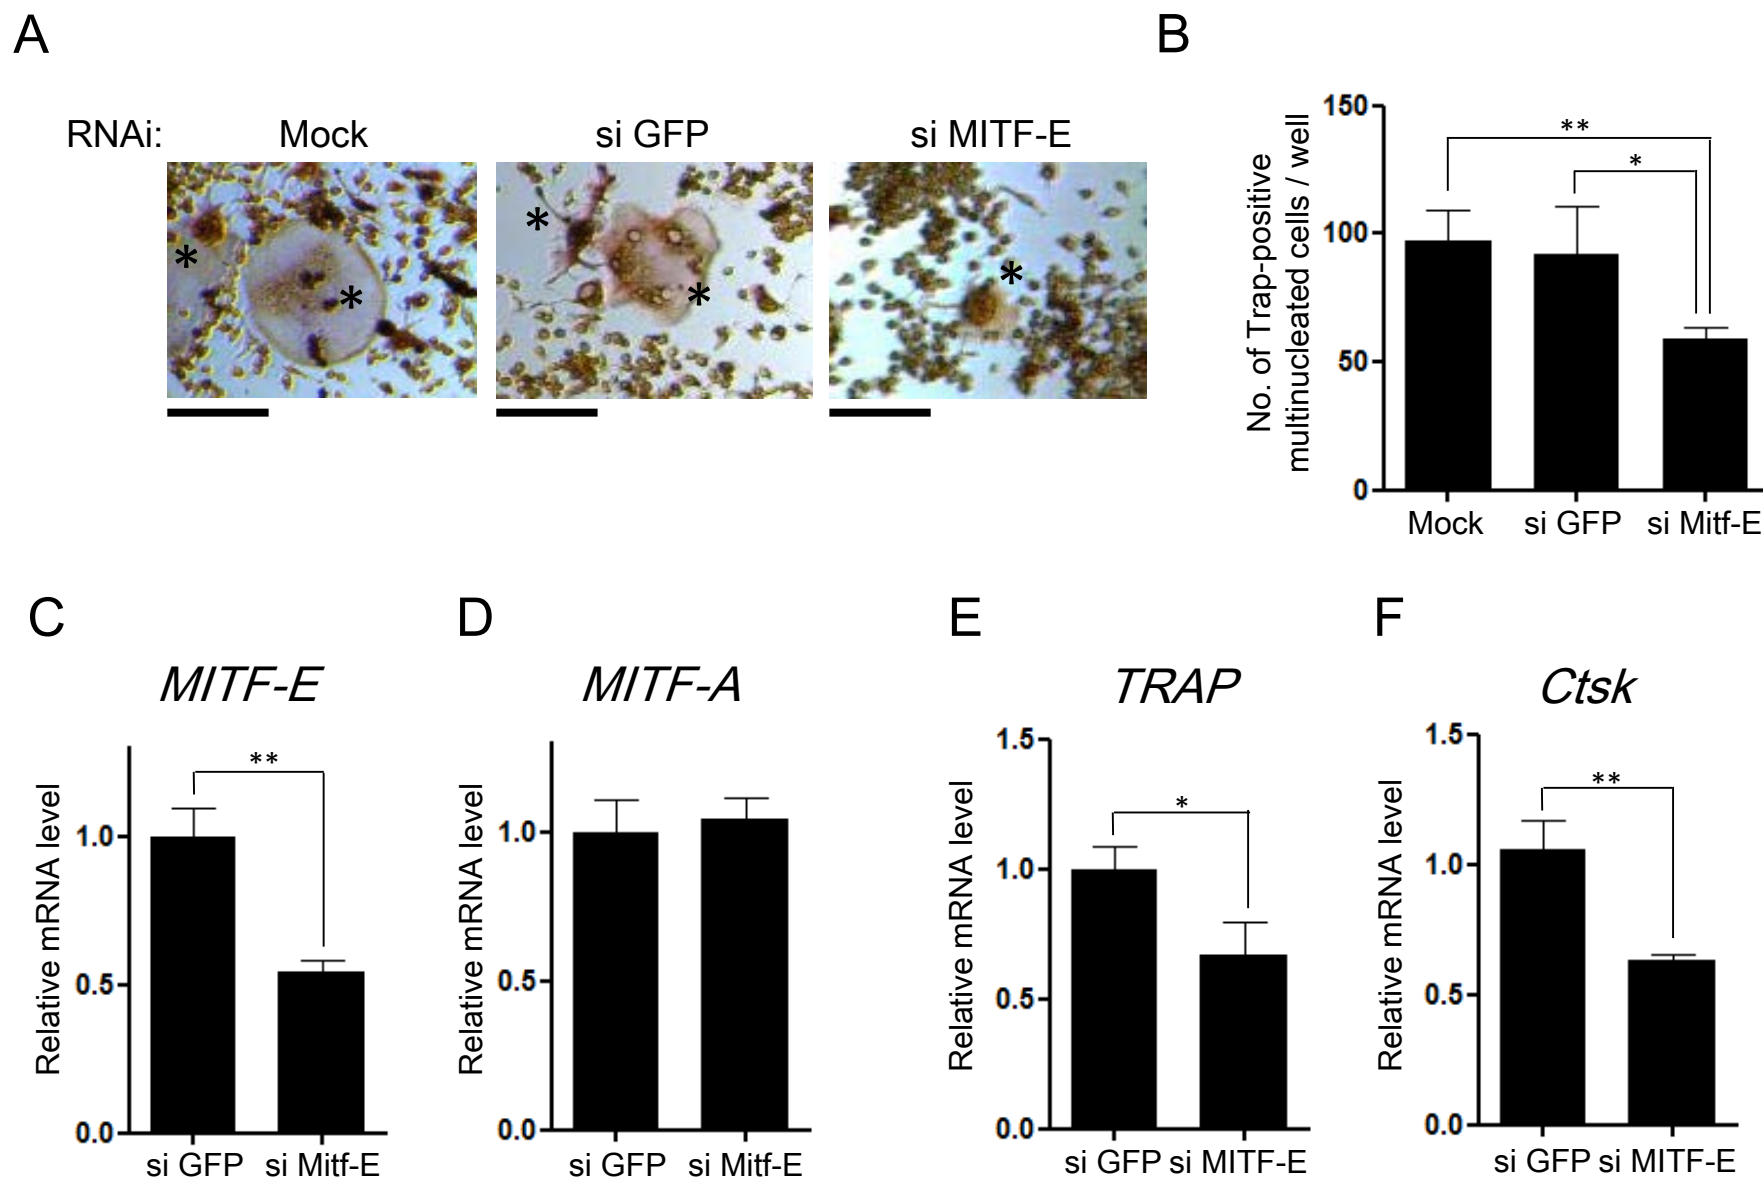 A
RNAi:
Mock
si GFP
si MITF-E
*
*
*
*
*
B
No. of Trap-positive
multinucleated cells / well
150
100
50
0
**
*
Mock
si GFP
si Mitf-E
C
MITF-E
Relative mRNA level
1.0
0.5
0.0
**
si GFP
si Mitf-E
D
MITF-A
Relative mRNA level
1.0
0.5
0.0
si GFP
si Mitf-E
E
TRAP
Relative mRNA level
1.5
1.0
0.5
0.0
*
si GFP
si MITF-E
F
Ctsk
Relative mRNA level
1.5
1.0
0.5
0.0
**
si GFP
si MITF-E